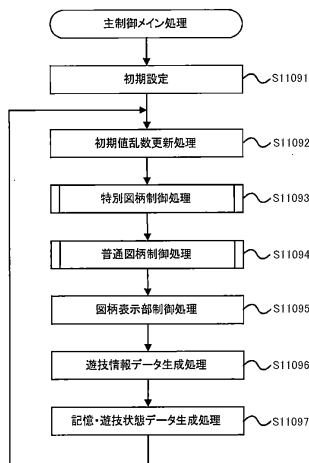 主制御メイン処理
初期設定
S11091
初期値乱数更新処理
S11092
特別図柄制御処理
S11093
普通図柄制御処理
S11094
図柄表示部制御処理
S11095
遊技情報データ生成処理
S11096
記憶・遊技状態データ生成処理
S11097